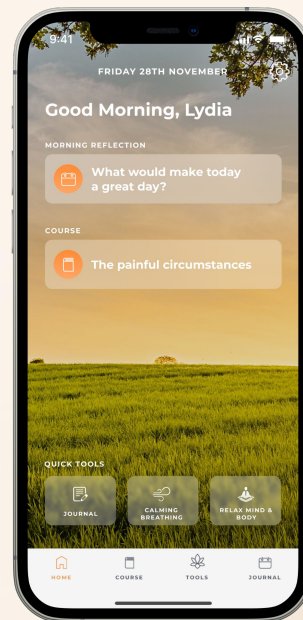 9:41
FRIDAY 28TH NOVEMBER
Good Morning, Lydia
MORNING REFLECTION
What would make today
a great day?
COURSE
The painful circumstances
QUICK TOOLS
JOURNAL
CALMING
BREATHING
RELAX MIND &
BODY
HOME
COURSE
TOOLS
JOURNAL